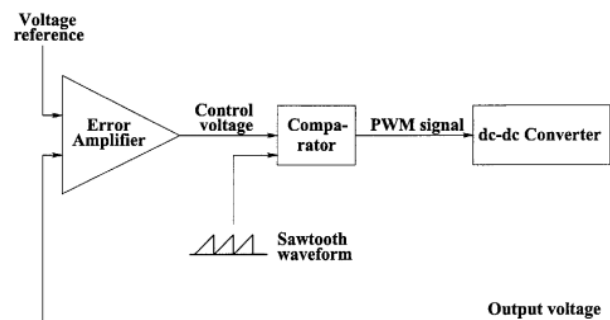 Voltage
reference
Error
Amplifier
Control
voltage
Compa-
rator
PWM signal
dc-dc Converter
Sawtooth
waveform
Output voltage